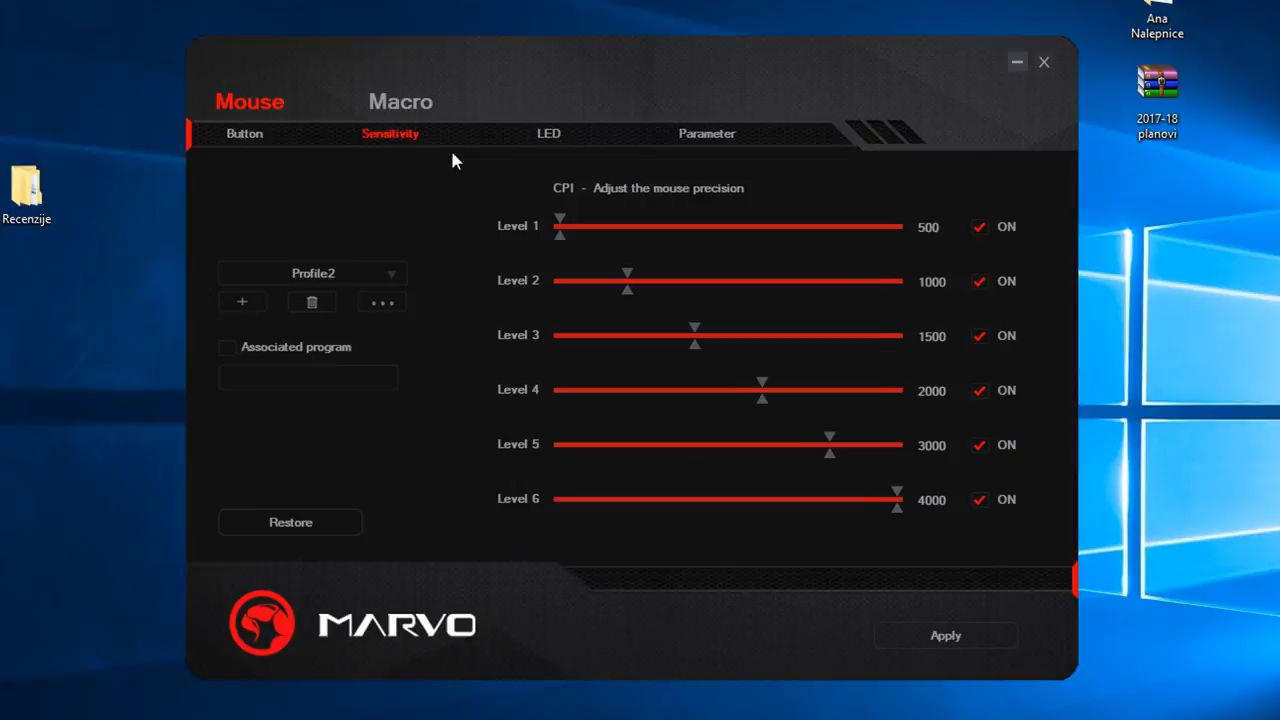 Ana
Nalepnice
2017-18
planovi
Recenzije
Mouse
Macro
Button
Sensitivity
LED
Parameter
CPI - Adjust the mouse precision
Level 1 500 ON
Level 2 1000 ON
Level 3 1500 ON
Level 4 2000 ON
Level 5 3000 ON
Level 6 4000 ON
Profile2
Associated program
Restore
MARVO
Apply